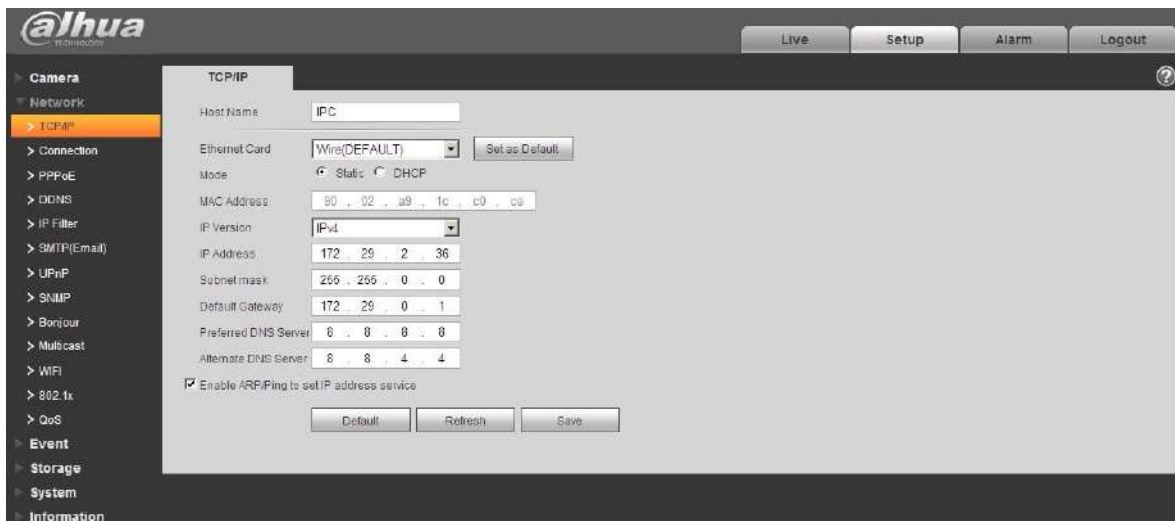 alhua
TECHNOLOGY
Live
Setup
Alarm
Logout
Camera
Network
> TCP/IP
> Connection
> PPPoE
> DDNS
> IP Filter
> SMTP(Email)
> UPnP
> SNMP
> Bonjour
> Multicast
> WIFI
> 802.1x
> QoS
Event
Storage
System
Information
TCP/IP
?
Host Name IPC
Ethernet Card Wire(DEFAULT) Set as Default
Mode Static DHCP
MAC Address 90 . 02 . a9 . 1c . c0 . ce
IP Version IPv4
IP Address 172 . 29 . 2 . 36
Subnet mask 255 . 255 . 0 . 0
Default Gateway 172 . 29 . 0 . 1
Preferred DNS Server 8 . 8 . 8 . 8
Alternate DNS Server 8 . 8 . 4 . 4
Enable ARP/Ping to set IP address service
Default Refresh Save